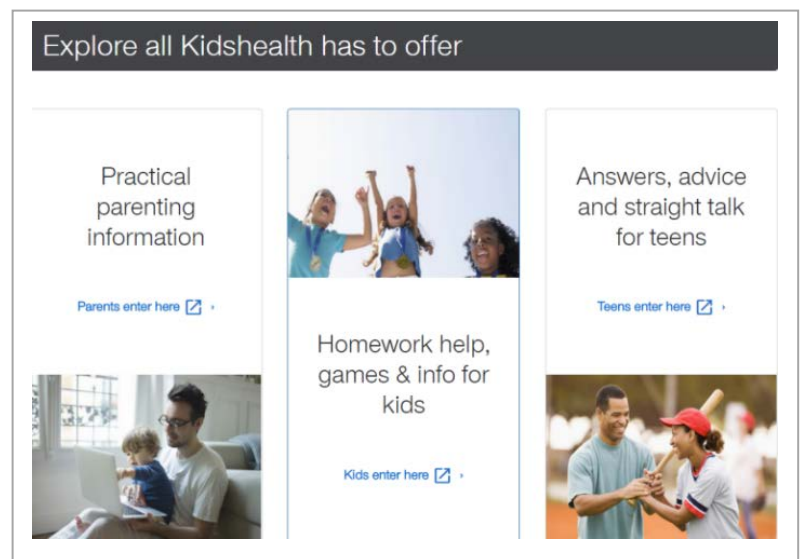 Explore all Kidshealth has to offer
Practical
parenting
information
Parents enter here
Homework help,
games & info for
kids
Kids enter here
Answers, advice
and straight talk
for teens
Teens enter here